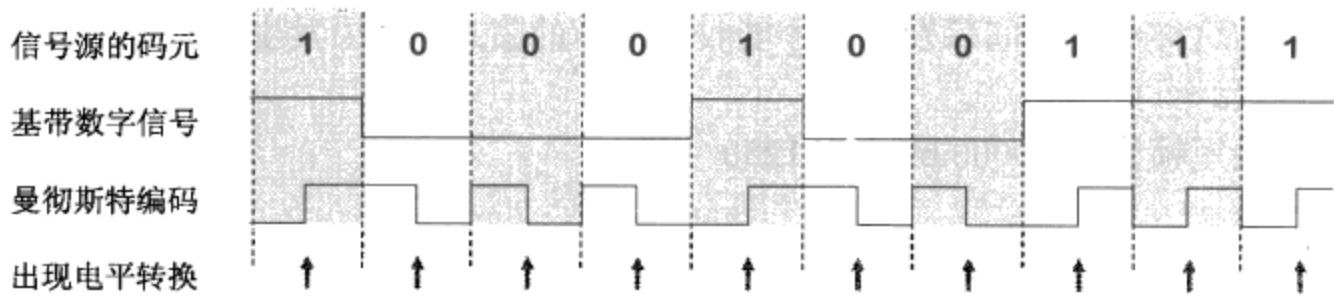 信号源的码元 1 0 0 0 1 0 0 1 1 1
基带数字信号
曼彻斯特编码
出现电平转换